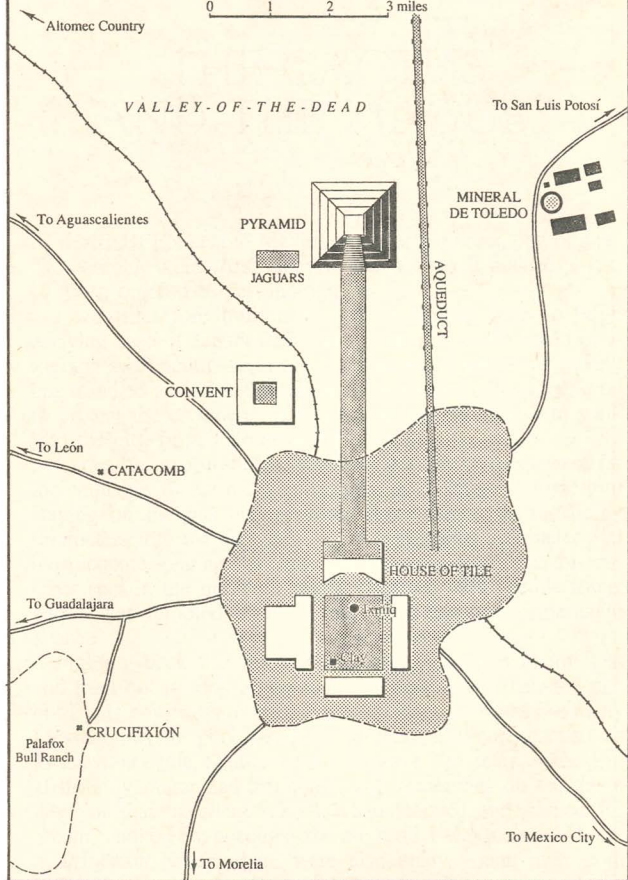 0 1 2 3 miles
Altomec Country
VALLEY-OF-THE-DEAD
To San Luis Potosí
MINERAL
DE TOLEDO
To Aguascalientes
PYRAMID
JAGUARS
AQUEDUCT
CONVENT
To León
CATACOMB
HOUSE OF TILE
To Guadalajara
Ixmiq
Clay
CRUCIFIXIÓN
Palafox
Bull Ranch
To Mexico City
To Morelia